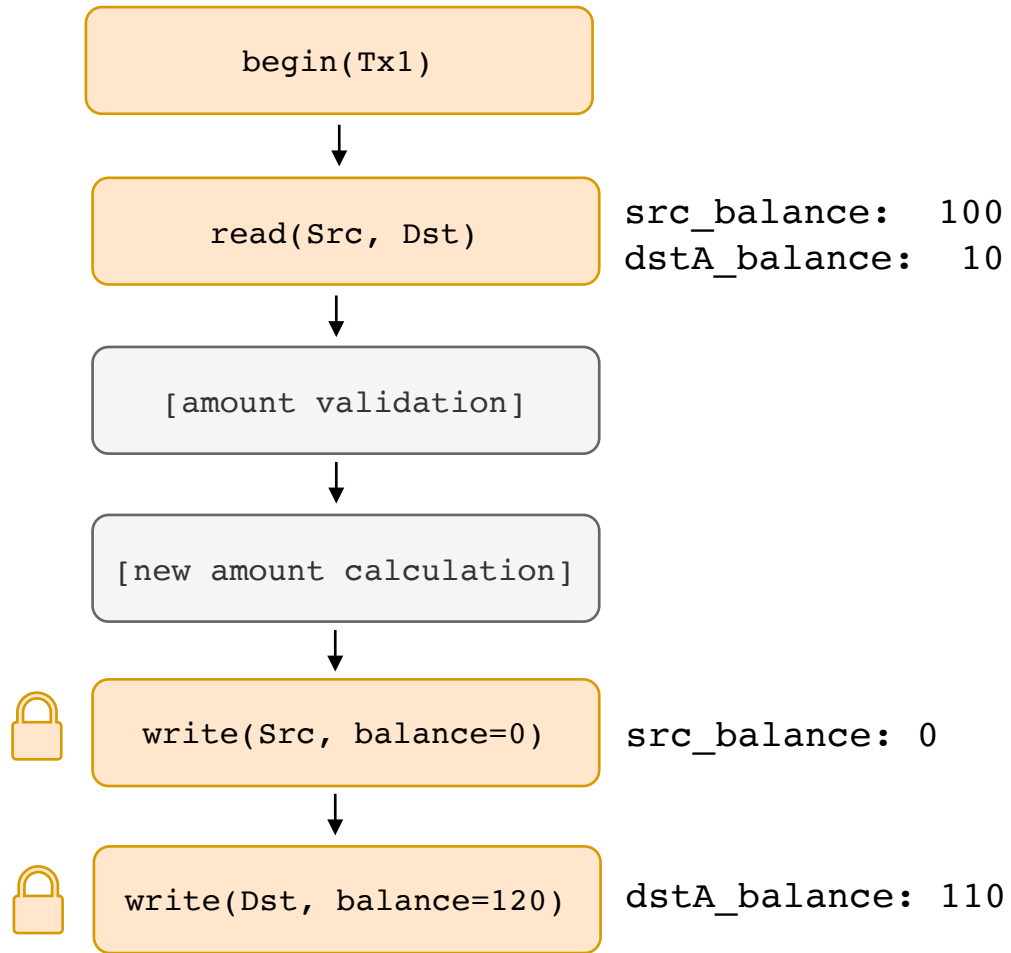 begin(Tx1)
read(Src, Dst)
src_balance: 100
dstA_balance: 10
[amount validation]
[new amount calculation]
write(Src, balance=0)
src_balance: 0
write(Dst, balance=120)
dstA_balance: 110